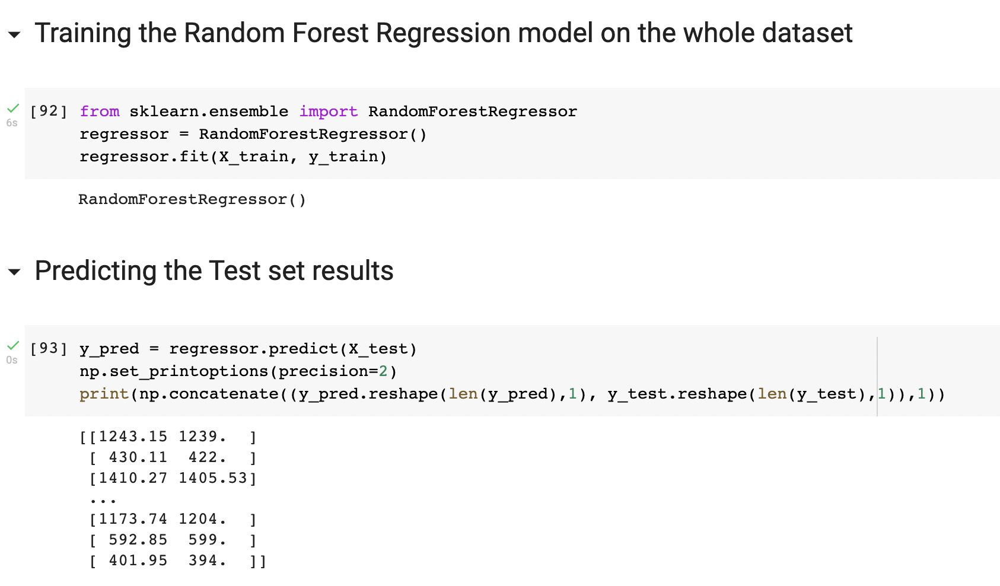 Training the Random Forest Regression model on the whole dataset
6s
[92] from sklearn.ensemble import RandomForestRegressor
regressor = RandomForestRegressor()
regressor.fit(X_train, y_train)
RandomForestRegressor()
Predicting the Test set results
0s
[93] y_pred = regressor.predict(X_test)
np.set_printoptions(precision=2)
print(np.concatenate((y_pred.reshape(len(y_pred),1), y_test.reshape(len(y_test),1)),1))
[[1243.15 1239.  ]
[ 430.11  422.  ]
[1410.27 1405.53]
...
[1173.74 1204.  ]
[ 592.85  599.  ]
[ 401.95  394.  ]]